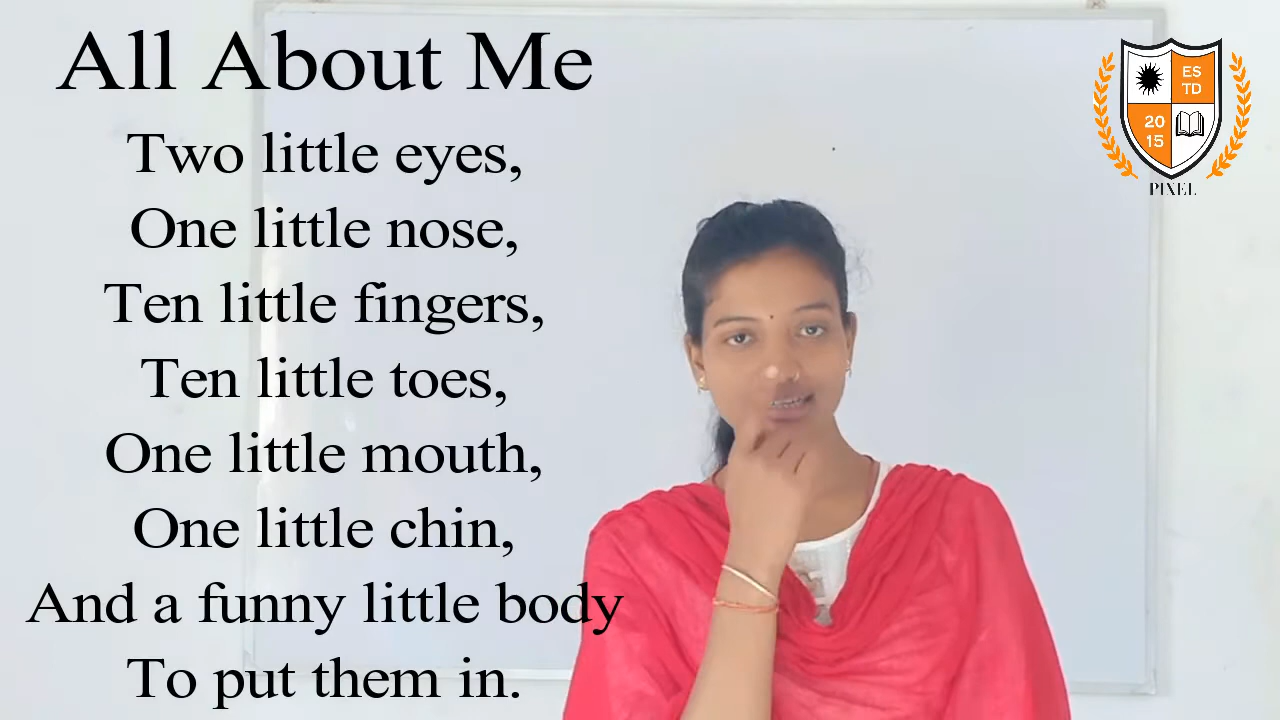 All About Me
Two little eyes,
One little nose,
Ten little fingers,
Ten little toes,
One little mouth,
One little chin,
And a funny little body
To put them in.
ES
TD
20
15
PIXEL